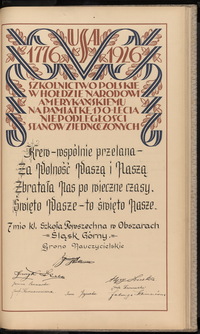 USA
1776 1926
SZKOLNICTWO POLSKIE
W HOŁDZIE NARODOWI
AMERYKAŃSKIEMU
NA PAMIĄTKĘ 150-LECIA
NIEPODLEGŁOŚCI
STANÓW ZJEDNOCZONYCH
Krew-wspólnie przelana-
Za Wolność Waszą i Naszą
Zbratała Nas po wieczne czasy.
Święto Wasze-to święto Nasze.
7mio kl. Szkoła Powszechna w Obszarach
-Śląsk Górny.-
Grono Nauczycielskie